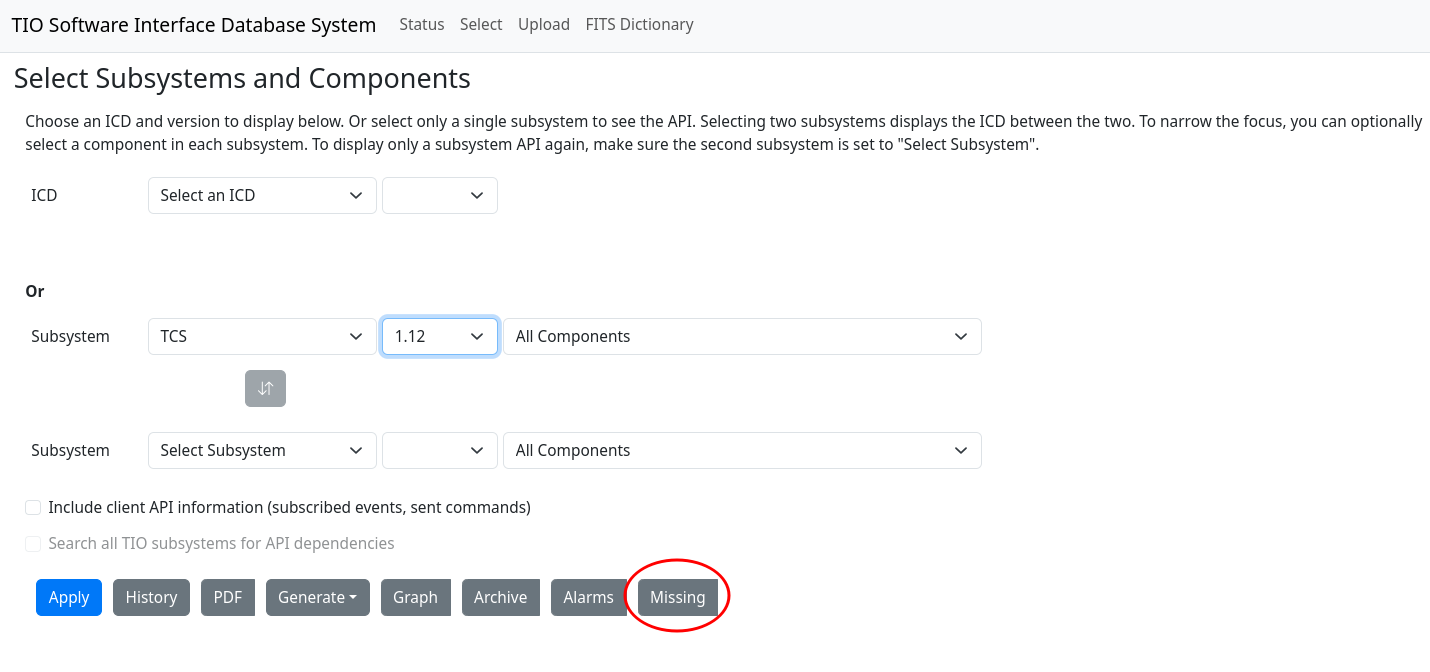 TIO Software Interface Database System Status Select Upload FITS Dictionary
Select Subsystems and Components
Choose an ICD and version to display below. Or select only a single subsystem to see the API. Selecting two subsystems displays the ICD between the two. To narrow the focus, you can optionally
select a component in each subsystem. To display only a subsystem API again, make sure the second subsystem is set to "Select Subsystem".
ICD Select an ICD
Or
Subsystem TCS 1.12 All Components
Subsystem Select Subsystem All Components
Include client API information (subscribed events, sent commands)
Search all TIO subsystems for API dependencies
Apply History PDF Generate Graph Archive Alarms Missing